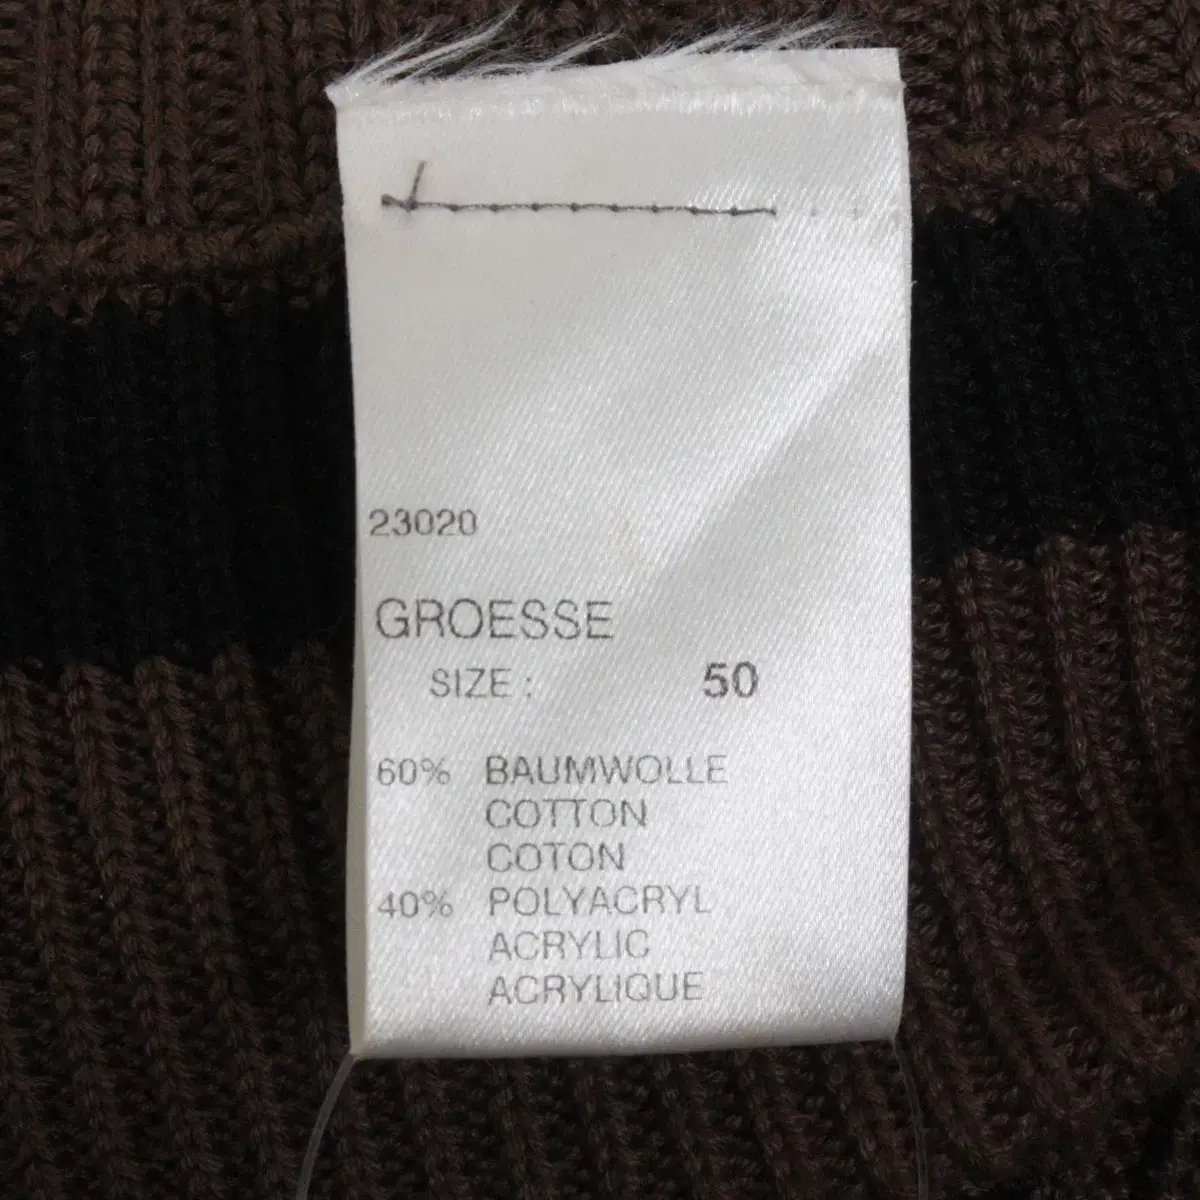 23020
GROESSE
SIZE : 50
60% BAUMWOLLE
COTTON
COTON
40% POLYACRYL
ACRYLIC
ACRYLIQUE